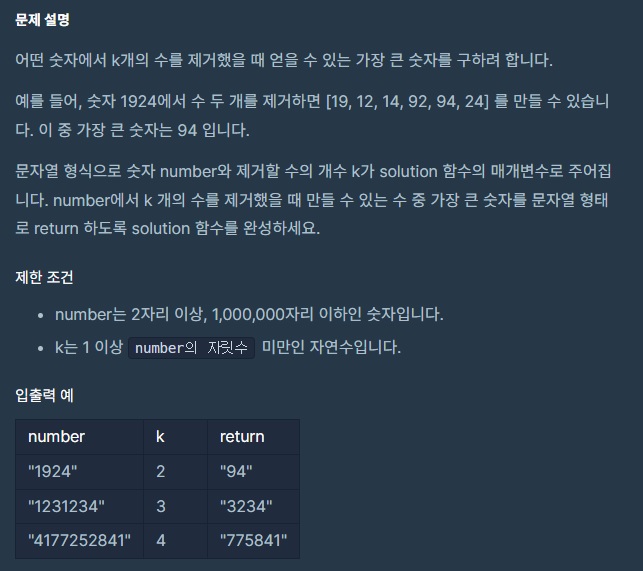 문제 설명
어떤 숫자에서 k개의 수를 제거했을 때 얻을 수 있는 가장 큰 숫자를 구하려 합니다.
예를 들어, 숫자 1924에서 수 두 개를 제거하면 [19, 12, 14, 92, 94, 24] 를 만들 수 있습니
다. 이 중 가장 큰 숫자는 94 입니다.
문자열 형식으로 숫자 number와 제거할 수의 개수 k가 solution 함수의 매개변수로 주어집
니다. number에서 k 개의 수를 제거했을 때 만들 수 있는 수 중 가장 큰 숫자를 문자열 형태
로 return 하도록 solution 함수를 완성하세요.
제한 조건
• number는 2자리 이상, 1,000,000자리 이하인 숫자입니다.
• k는 1 이상 number의 자릿수 미만인 자연수입니다.
입출력 예
number k return
"1924" 2 "94"
"1231234" 3 "3234"
"4177252841" 4 "775841"